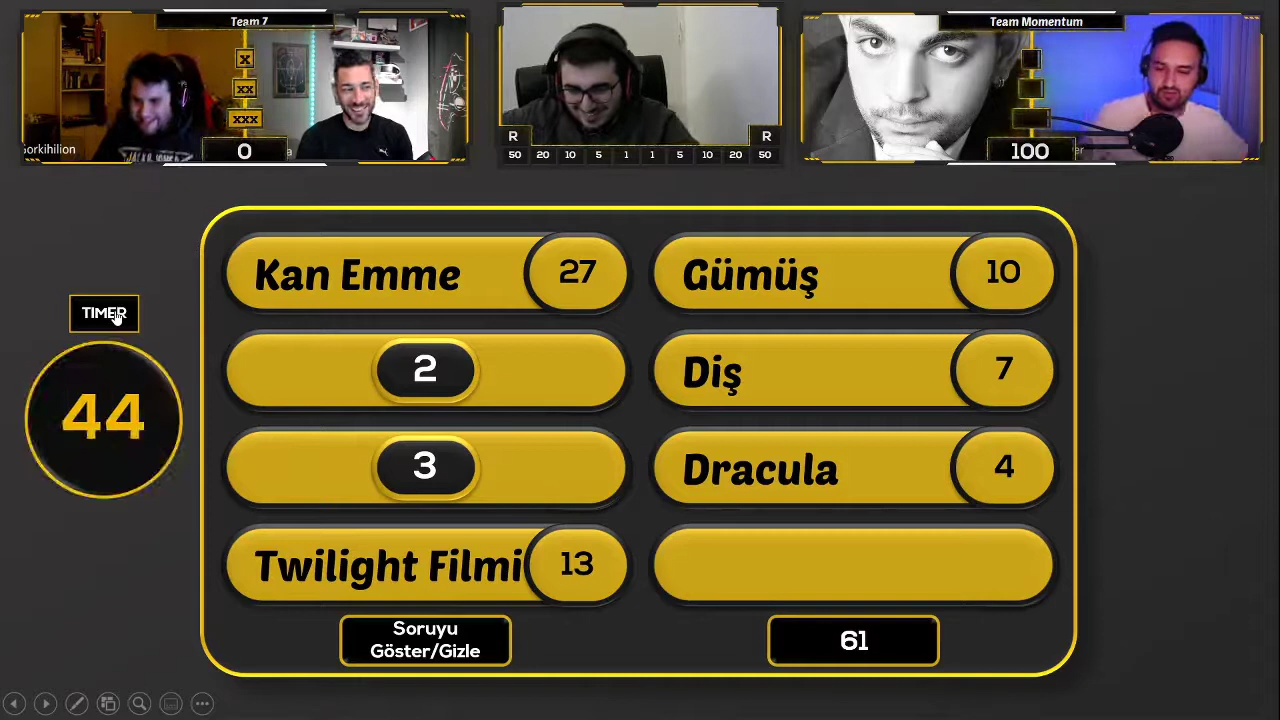 Team 7
Team Momentum
X
XX
XXX
0
R
R
50 20 10 5 1 1 5 10 20 50
100
Kan Emme 27
Gümüş 10
2
Diş 7
3
Dracula 4
Twilight Filmi 13
TIMER
44
Soruyu
Göster/Gizle
61